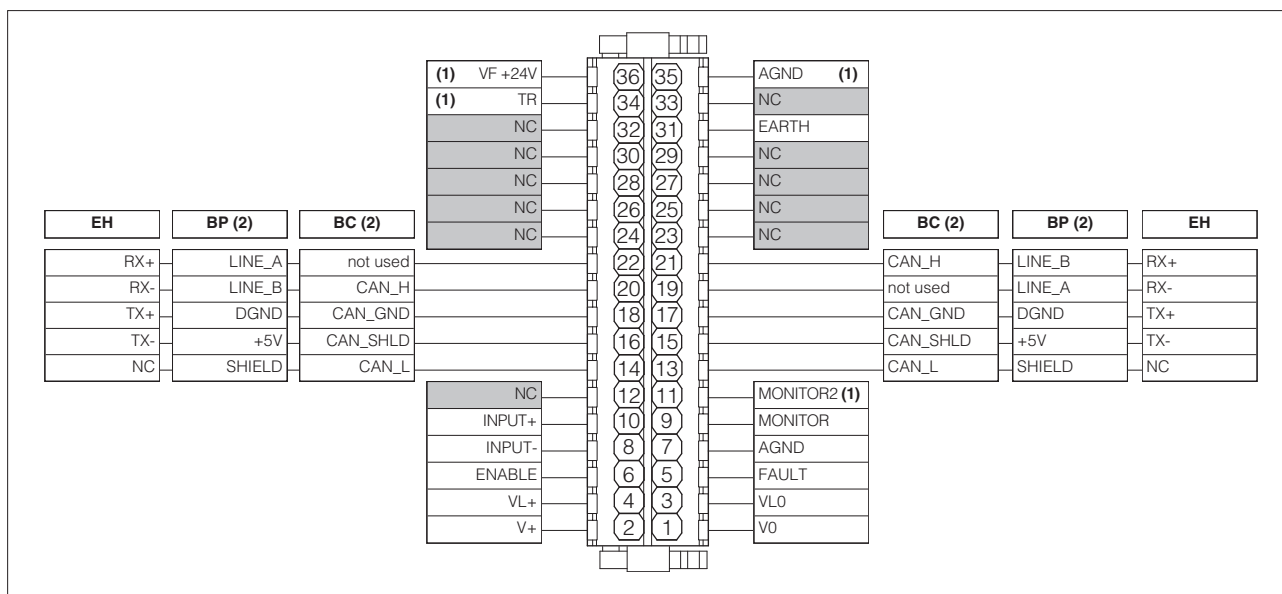 (1) VF +24V 36 35 AGND (1)
(1) TR 34 33 NC
NC 32 31 EARTH
NC 30 29 NC
NC 28 27 NC
NC 26 25 NC
NC 24 23 NC
EH BP (2) BC (2) BC (2) BP (2) EH
RX+ LINE_A not used 22 21 CAN_H LINE_B RX+
RX- LINE_B CAN_H 20 19 not used LINE_A RX-
TX+ DGND CAN_GND 18 17 CAN_GND DGND TX+
TX- +5V CAN_SHLD 16 15 CAN_SHLD +5V TX-
NC SHIELD CAN_L 14 13 CAN_L SHIELD NC
NC 12 11 MONITOR2 (1)
INPUT+ 10 9 MONITOR
INPUT- 8 7 AGND
ENABLE 6 5 FAULT
VL+ 4 3 VL0
V+ 2 1 V0